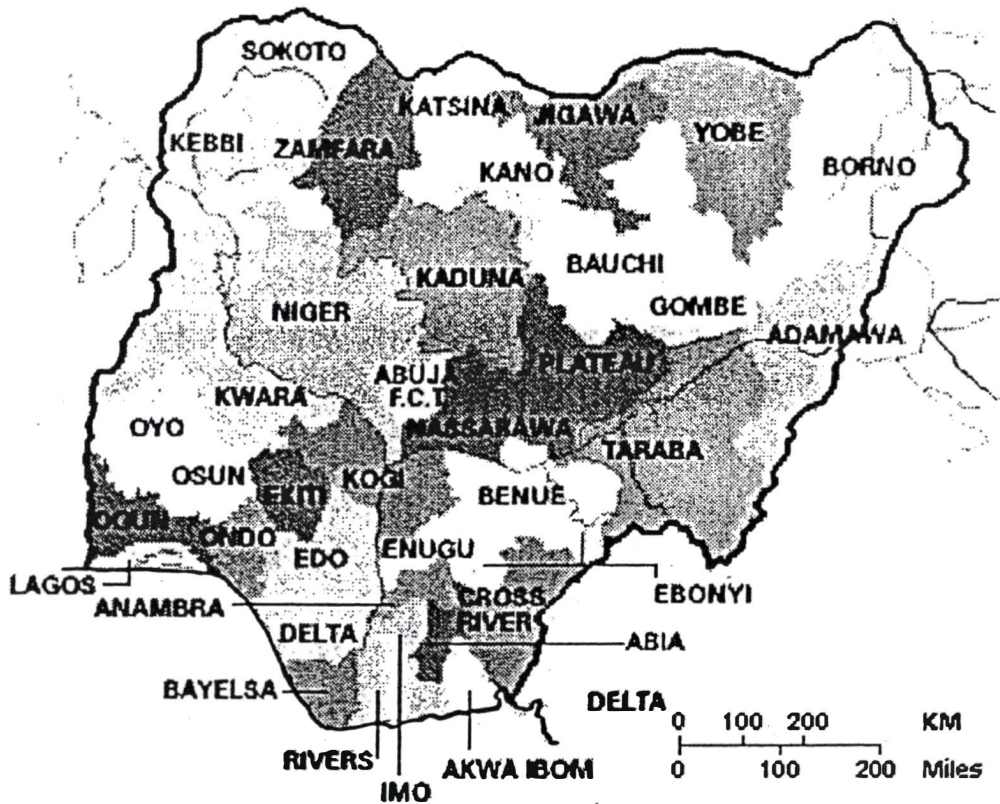 SOKOTO
KATSINA
JIGAWA
YOBE
KEBBI
ZAMFARA
KANO
BORNO
BAUCHI
KADUNA
NIGER
GOMBE
ADAMAWA
ABUJA
F.C.T.
PLATEAU
KWARA
NASSARAWA
OYO
TARABA
OSUN
EKITI
KOGI
BENUE
OGUN
ONDO
EDO
ENUGU
LAGOS
ANAMBRA
CROSS
RIVER
EBONYI
DELTA
ABIA
BAYELSA
DELTA
RIVERS
AKWA IBOM
IMO
0 100 200 KM
0 100 200 Miles